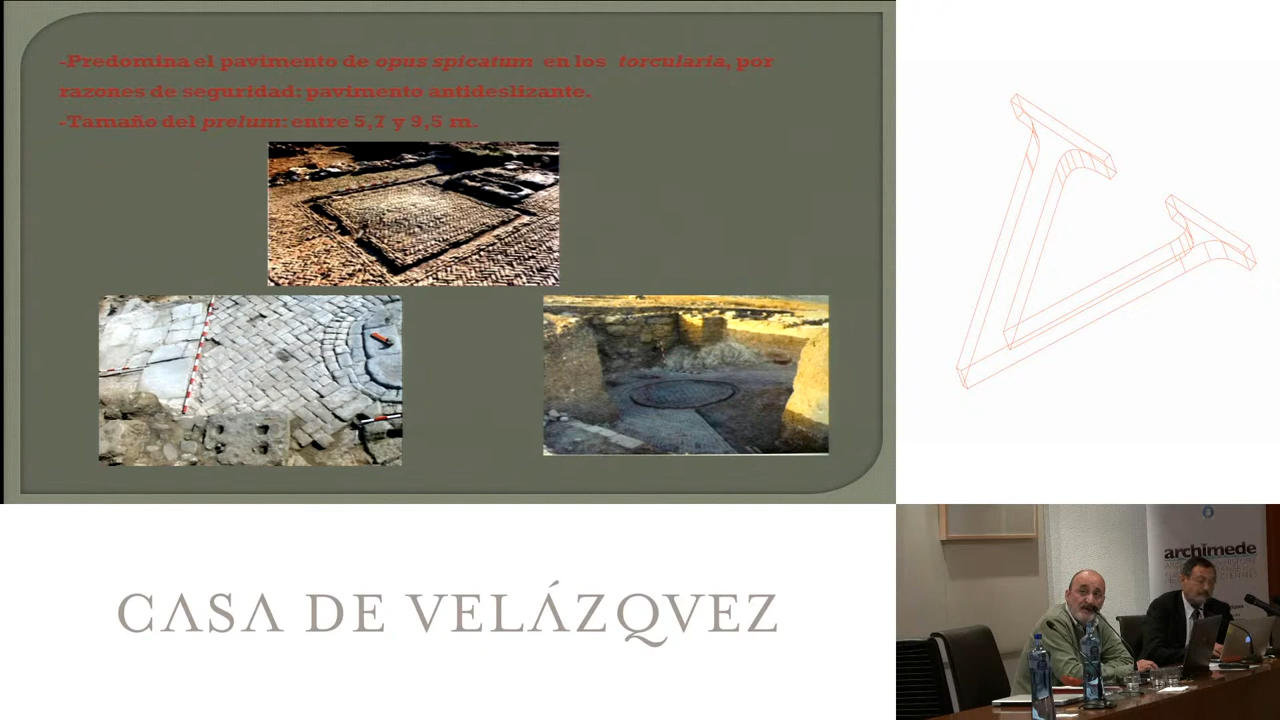 -Predomina el pavimento de opus spicatum en los torcularia, por
razones de seguridad: pavimento antideslizante.
-Tamaño del prelum: entre 5,7 y 9,5 m.
archimede
CASA DE VELÁZQVEZ